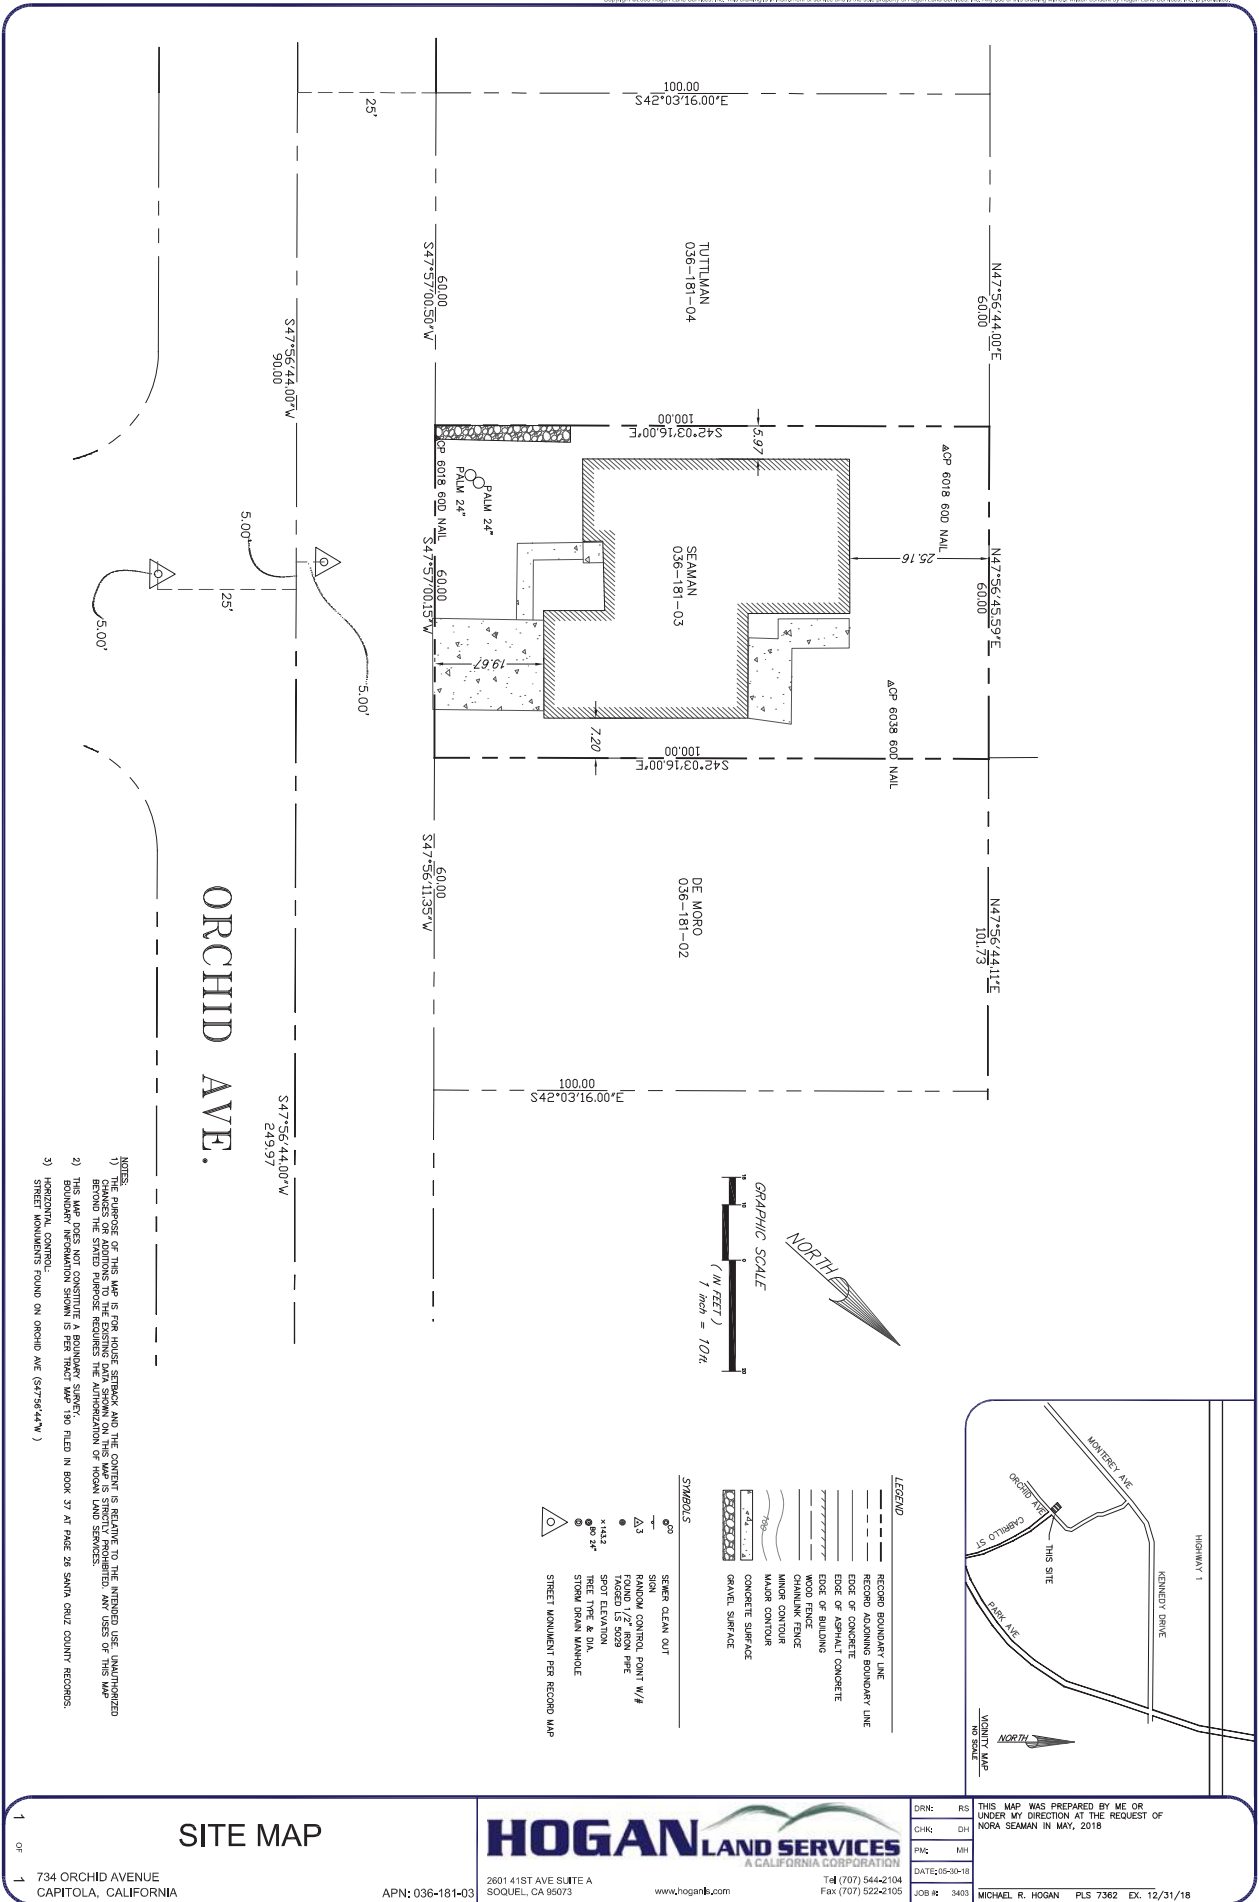 100.00
S42°03'16.00"E
25'
TUTTLMAN
036-181-04
N47°56'44.00"E
60.00
60.00
S47°57'00.50"W
S47°56'44.00"W
90.00
100.00
S42°03'16.00"E
5.97
CP 6018 60D NAIL
CP 6018 60D NAIL
PALM 24"
PALM 24"
SEAMAN
036-181-03
25.16
N47°56'45.59"E
60.00
60.00
S47°57'00.15"W
5.00'
25'
5.00'
5.00'
19.67
7.20
CP 6038 60D NAIL
100.00
S42°03'16.00"E
60.00
S47°56'11.35"W
DE MORO
036-181-02
N47°56'44.11"E
101.73
ORCHID AVE.
100.00
S42°03'16.00"E
S47°56'44.00"W
249.97
NORTH
GRAPHIC SCALE
( IN FEET )
1 inch = 10 ft.
NOTES:
1) THE PURPOSE OF THIS MAP IS FOR HOUSE SETBACK AND THE CONTENT IS RELATIVE TO THE INTENDED USE. UNAUTHORIZED
CHANGES OR ADDITIONS TO THE EXISTING DATA SHOWN ON THIS MAP IS STRICTLY PROHIBITED. ANY USES OF THIS MAP
BEYOND THE STATED PURPOSE REQUIRES THE AUTHORIZATION OF HOGAN LAND SERVICES.
2) THIS MAP DOES NOT CONSTITUTE A BOUNDARY SURVEY.
BOUNDARY INFORMATION SHOWN IS PER TRACT MAP 190 FILED IN BOOK 37 AT PAGE 26 SANTA CRUZ COUNTY RECORDS.
3) HORIZONTAL CONTROL:
STREET MONUMENTS FOUND ON ORCHID AVE (S47°56'44"W )
LEGEND
RECORD BOUNDARY LINE
RECORD ADJOINING BOUNDARY LINE
EDGE OF CONCRETE
EDGE OF ASPHALT CONCRETE
EDGE OF BUILDING
WOOD FENCE
CHAINLINK FENCE
MINOR CONTOUR
MAJOR CONTOUR
CONCRETE SURFACE
GRAVEL SURFACE
SYMBOLS
CO SEWER CLEAN OUT
SIGN
3 RANDOM CONTROL POINT W/#
FOUND 1/2" IRON PIPE
TAGGED LS 5029
× 143.2 SPOT ELEVATION
BO 24" TREE TYPE & DIA.
STORM DRAIN MANHOLE
STREET MONUMENT PER RECORD MAP
HIGHWAY 1
MONTEREY AVE
KENNEDY DRIVE
ORCHID AVE
CABRILLO ST
THIS SITE
PARK AVE
NORTH
VICINITY MAP
NO SCALE
1 OF 1
SITE MAP
734 ORCHID AVENUE
CAPITOLA, CALIFORNIA
APN: 036-181-03
HOGAN LAND SERVICES
A CALIFORNIA CORPORATION
2601 41ST AVE SUITE A
SOQUEL, CA 95073
www.hoganls.com
Tel (707) 544-2104
Fax (707) 522-2105
DRN: RS
CHK: DH
PM: MH
DATE: 05-30-18
JOB #: 3403
THIS MAP WAS PREPARED BY ME OR
UNDER MY DIRECTION AT THE REQUEST OF
NORA SEAMAN IN MAY, 2018
MICHAEL R. HOGAN PLS 7362 EX. 12/31/18